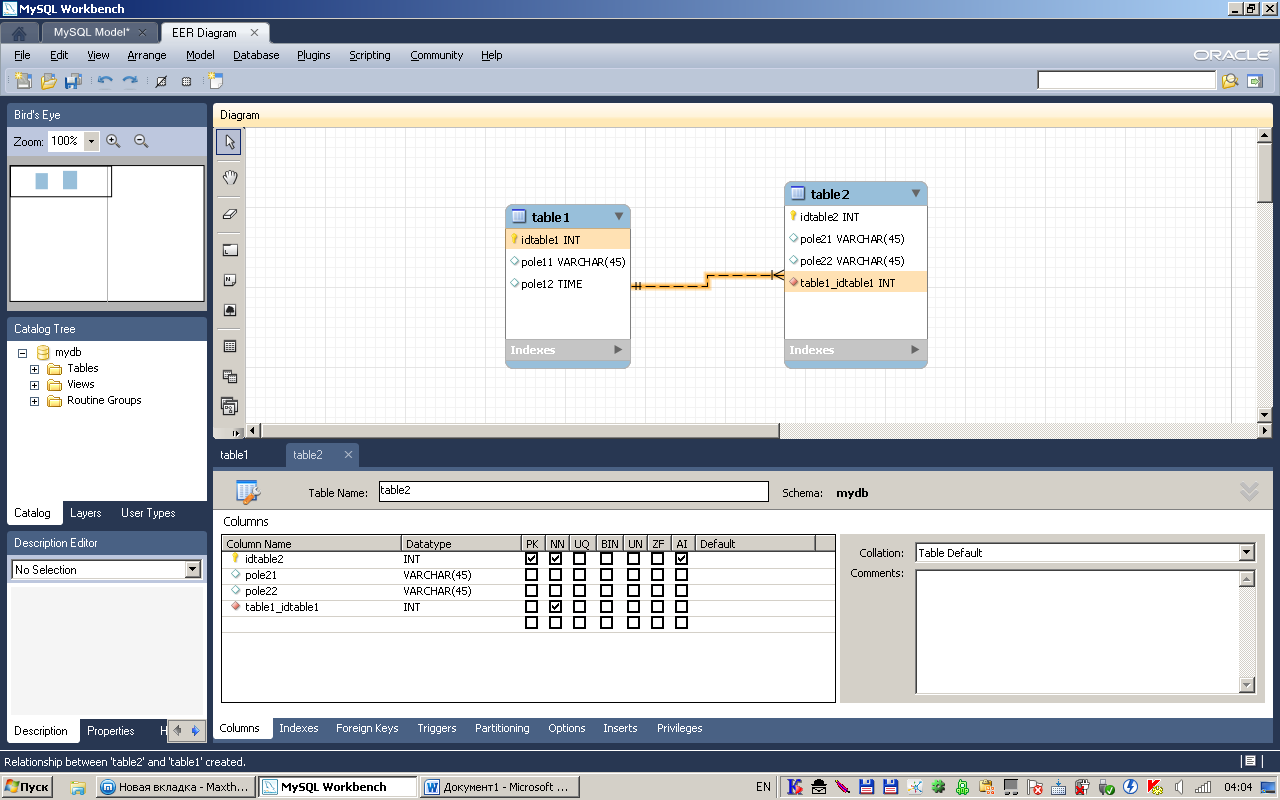 MySQL Workbench
MySQL Model*
EER Diagram
File Edit View Arrange Model Database Plugins Scripting Community Help
ORACLE
Bird's Eye
Zoom: 100%
Diagram
table1
idtable1 INT
pole11 VARCHAR(45)
pole12 TIME
Indexes
table2
idtable2 INT
pole21 VARCHAR(45)
pole22 VARCHAR(45)
table1_idtable1 INT
Indexes
Catalog Tree
mydb
Tables
Views
Routine Groups
Catalog Layers User Types
Description Editor
No Selection
Description Properties H
table1 table2
Table Name: table2 Schema: mydb
Columns
Column Name Datatype PK NN UQ BIN UN ZF AI Default
idtable2 INT
pole21 VARCHAR(45)
pole22 VARCHAR(45)
table1_idtable1 INT
Collation: Table Default
Comments:
Columns Indexes Foreign Keys Triggers Partitioning Options Inserts Privileges
Relationship between 'table2' and 'table1' created.
Пуск Новая вкладка - Maxth... MySQL Workbench Документ1 - Microsoft ... EN 04:04